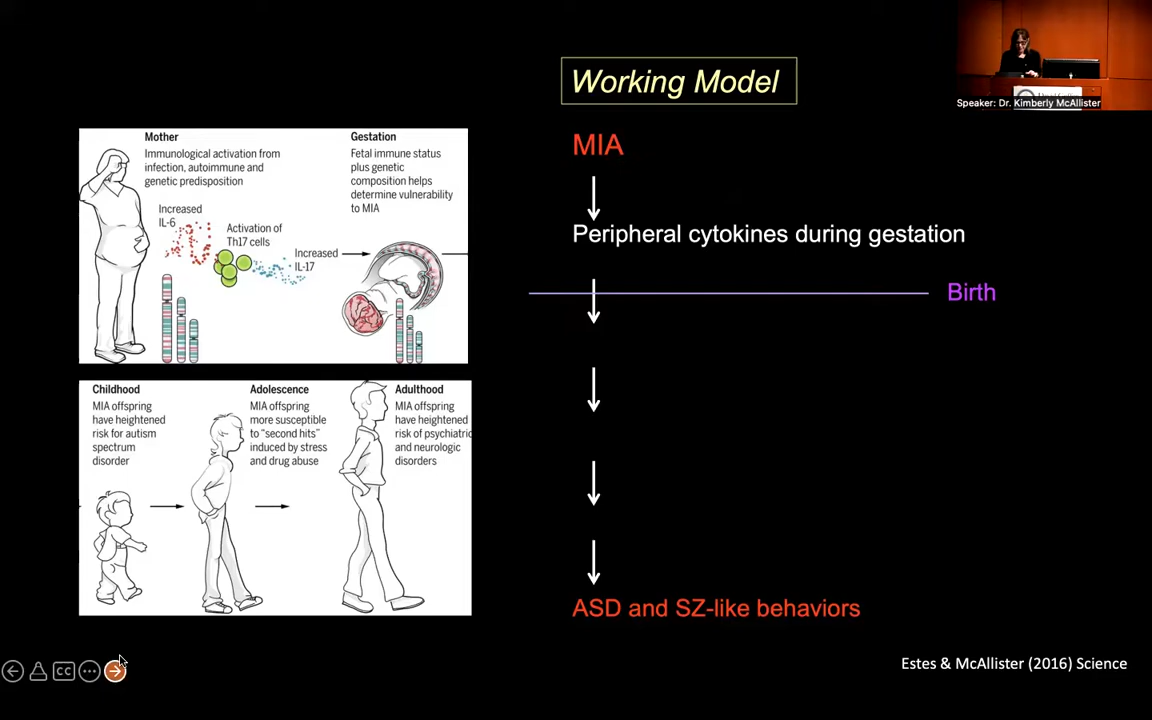 Working Model
Speaker: Dr. Kimberly McAllister
Mother
Immunological activation from
infection, autoimmune and
genetic predisposition
Increased
IL-6
Activation of
Th17 cells
Increased
IL-17
Gestation
Fetal immune status
plus genetic
composition helps
determine vulnerability
to MIA
Childhood
MIA offspring
have heightened
risk for autism
spectrum
disorder
Adolescence
MIA offspring
more susceptible
to “second hits”
induced by stress
and drug abuse
Adulthood
MIA offspring
have heightened
risk of psychiatric
and neurologic
disorders
MIA
Peripheral cytokines during gestation
Birth
ASD and SZ-like behaviors
Estes & McAllister (2016) Science
CC